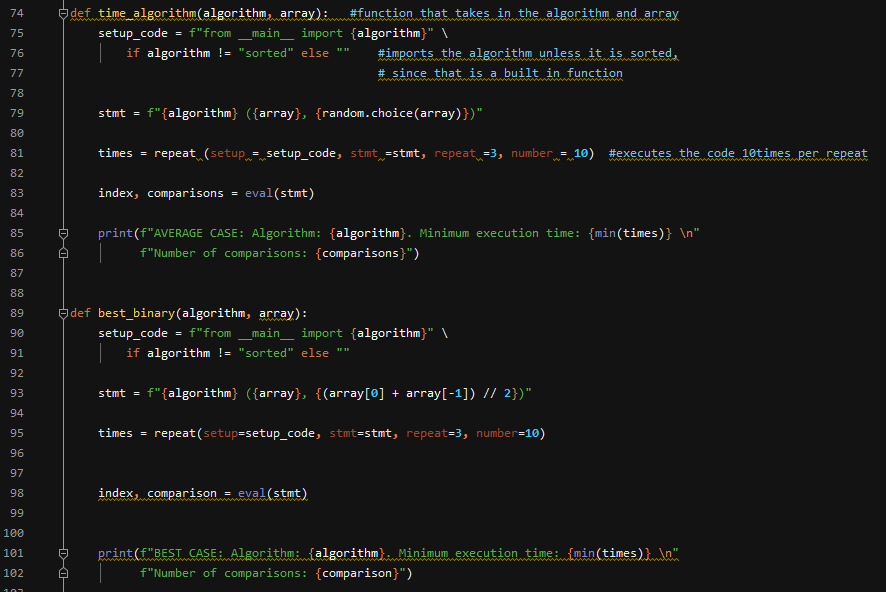 74 def time_algorithm(algorithm, array):   #function that takes in the algorithm and array
75     setup_code = f"from __main__ import {algorithm}" \
76         if algorithm != "sorted" else ""    #imports the algorithm unless it is sorted,
77                                             # since that is a built in function
78
79     stmt = f"{algorithm} ({array}, {random.choice(array)})"
80
81     times = repeat (setup = setup_code, stmt =stmt, repeat =3, number = 10)  #executes the code 10times per repeat
82
83     index, comparisons = eval(stmt)
84
85     print(f"AVERAGE CASE: Algorithm: {algorithm}. Minimum execution time: {min(times)} \n"
86           f"Number of comparisons: {comparisons}")
87
88
89 def best_binary(algorithm, array):
90     setup_code = f"from __main__ import {algorithm}" \
91         if algorithm != "sorted" else ""
92
93     stmt = f"{algorithm} ({array}, {(array[0] + array[-1]) // 2})"
94
95     times = repeat(setup=setup_code, stmt=stmt, repeat=3, number=10)
96
97
98     index, comparison = eval(stmt)
99
100
101     print(f"BEST CASE: Algorithm: {algorithm}. Minimum execution time: {min(times)} \n"
102           f"Number of comparisons: {comparison}")